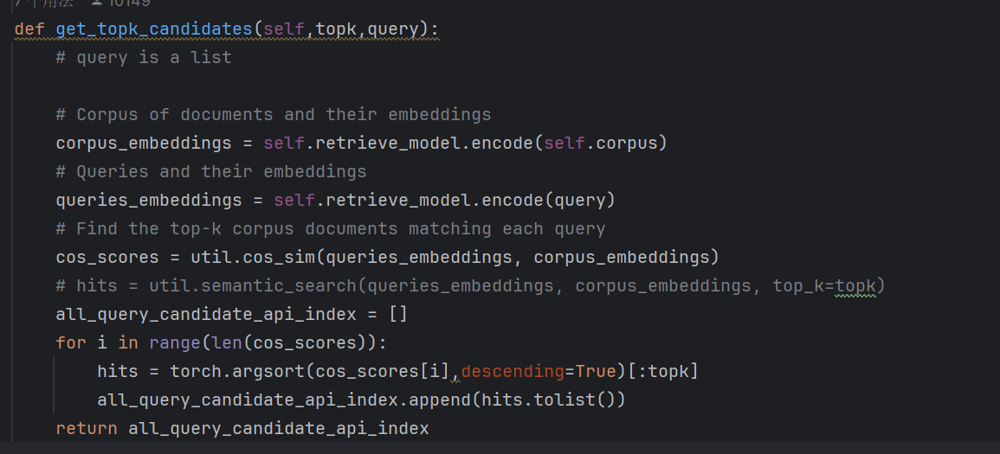 def get_topk_candidates(self,topk,query):
    # query is a list

    # Corpus of documents and their embeddings
    corpus_embeddings = self.retrieve_model.encode(self.corpus)
    # Queries and their embeddings
    queries_embeddings = self.retrieve_model.encode(query)
    # Find the top-k corpus documents matching each query
    cos_scores = util.cos_sim(queries_embeddings, corpus_embeddings)
    # hits = util.semantic_search(queries_embeddings, corpus_embeddings, top_k=topk)
    all_query_candidate_api_index = []
    for i in range(len(cos_scores)):
        hits = torch.argsort(cos_scores[i],descending=True)[:topk]
        all_query_candidate_api_index.append(hits.tolist())
    return all_query_candidate_api_index